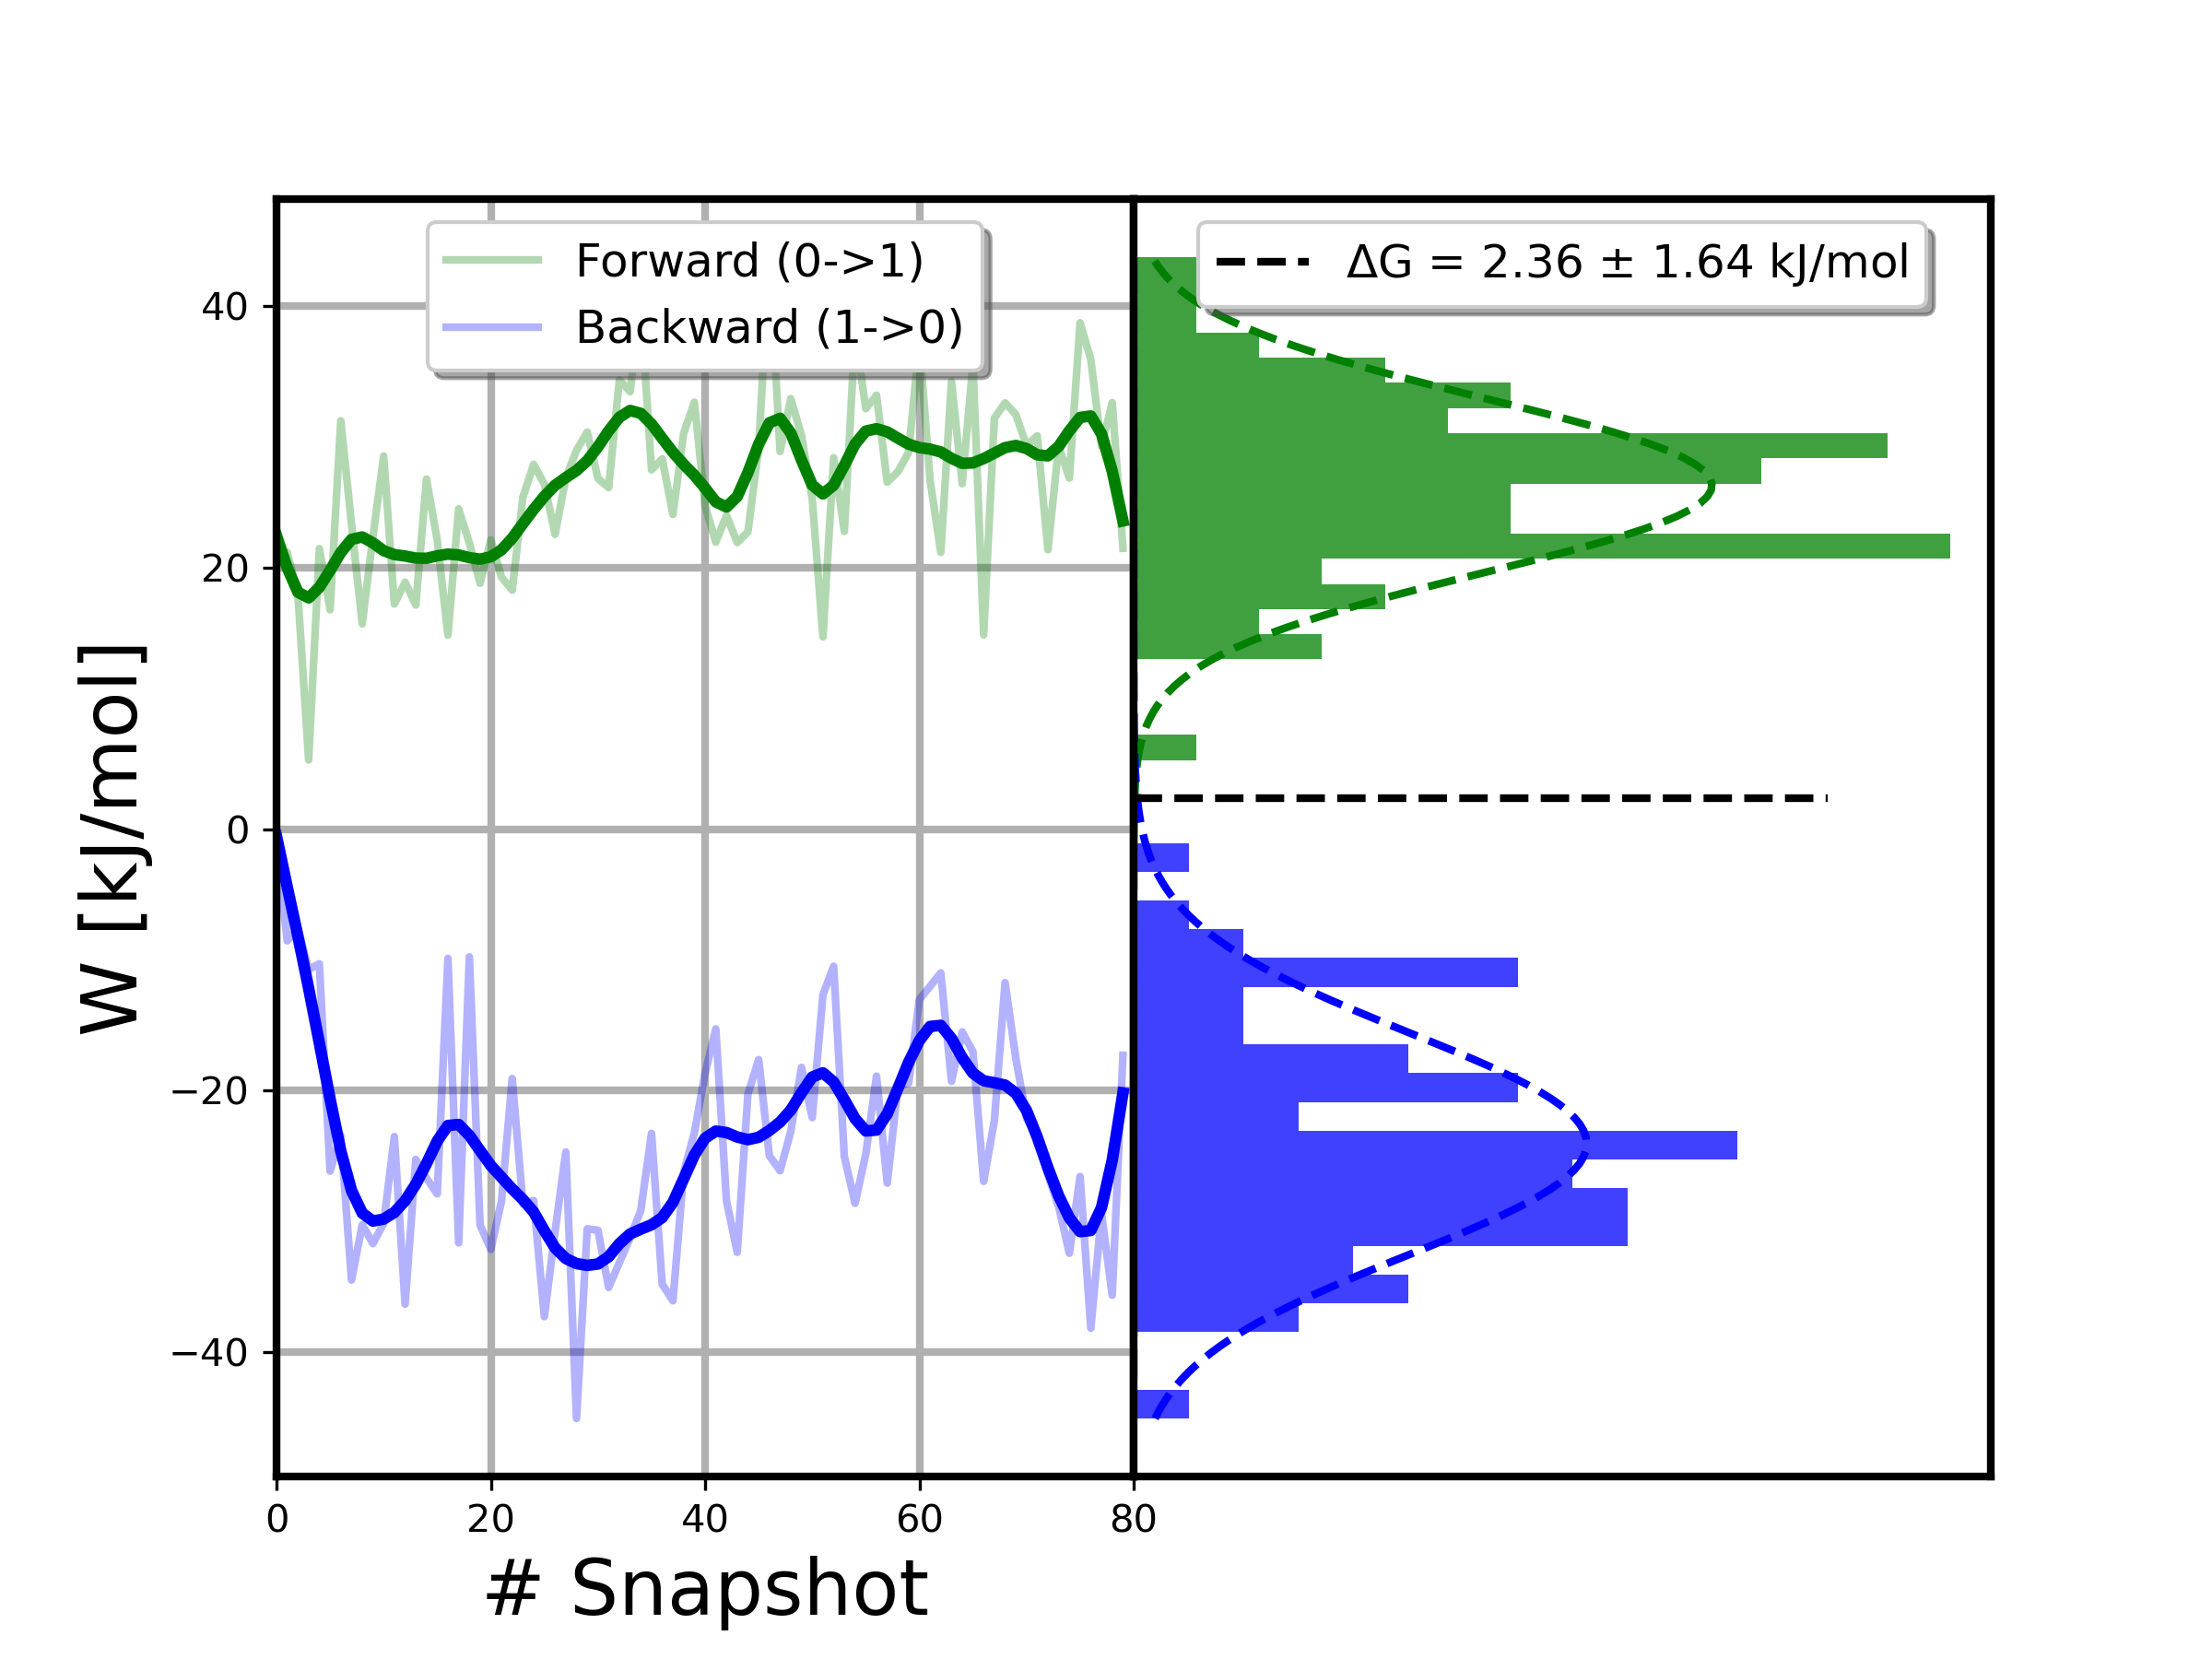 Forward (0->1)
Backward (1->0)
ΔG = 2.36 ± 1.64 kJ/mol
W [kJ/mol]
40
20
0
−20
−40
0 20 40 60 80
# Snapshot